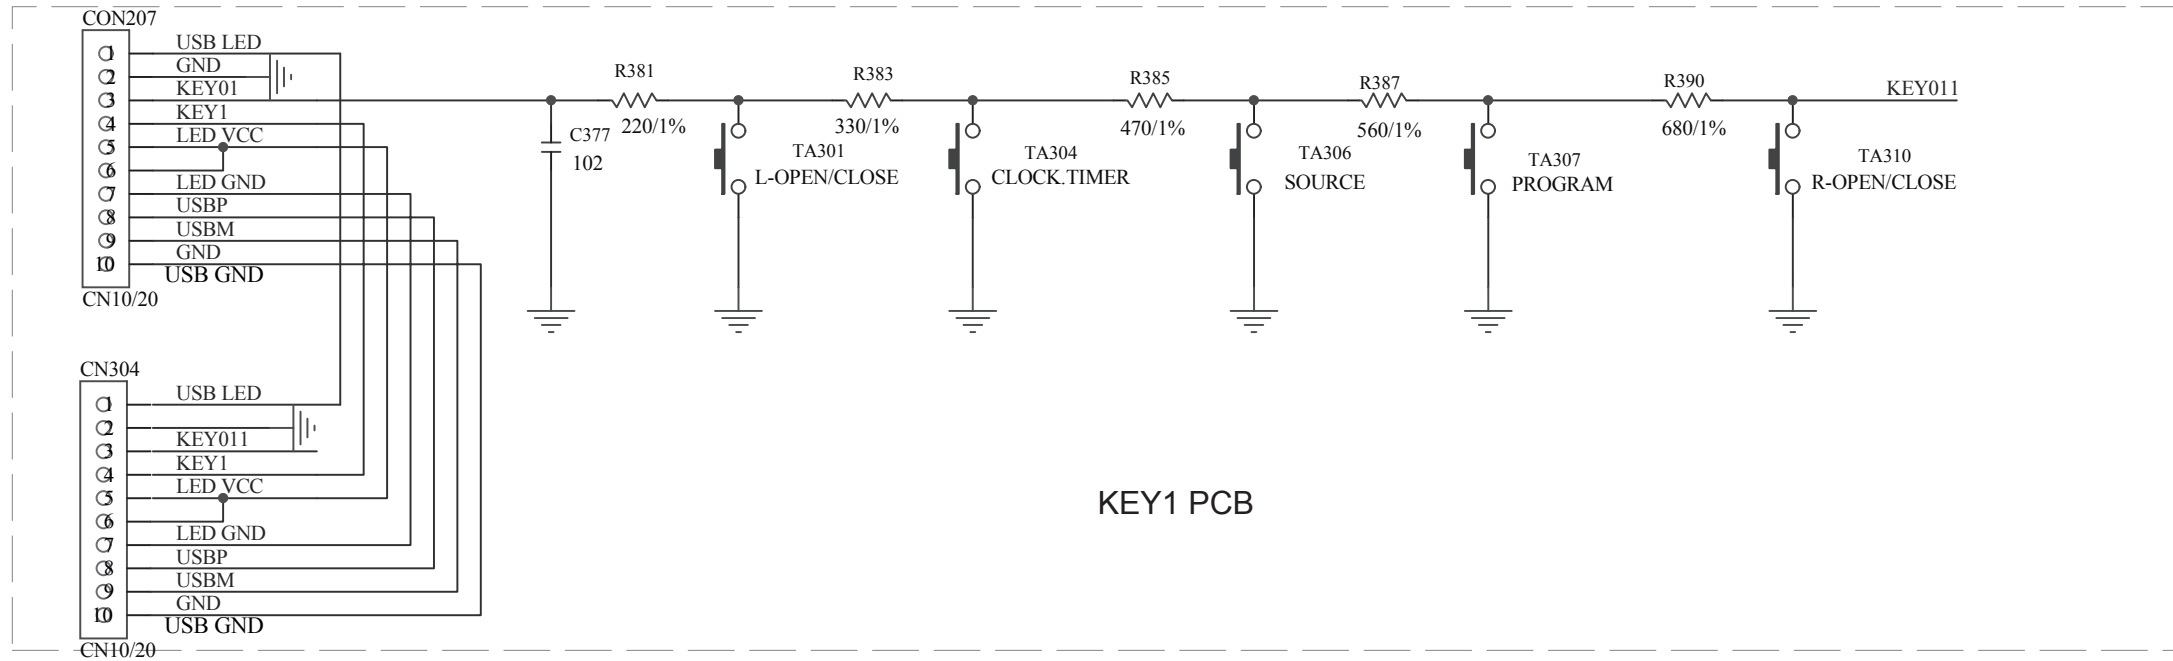 CON207
1 USB LED
2 GND
3 KEY01
4 KEY1
5 LED VCC
6
7 LED GND
8 USBP
9 USBM
10 GND
USB GND
CN10/20
C377
102
R381
220/1%
TA301
L-OPEN/CLOSE
R383
330/1%
TA304
CLOCK.TIMER
R385
470/1%
TA306
SOURCE
R387
560/1%
TA307
PROGRAM
R390
680/1%
TA310
R-OPEN/CLOSE
KEY011
CN304
1 USB LED
2
3 KEY011
4 KEY1
5 LED VCC
6
7 LED GND
8 USBP
9 USBM
10 GND
USB GND
CN10/20
KEY1 PCB